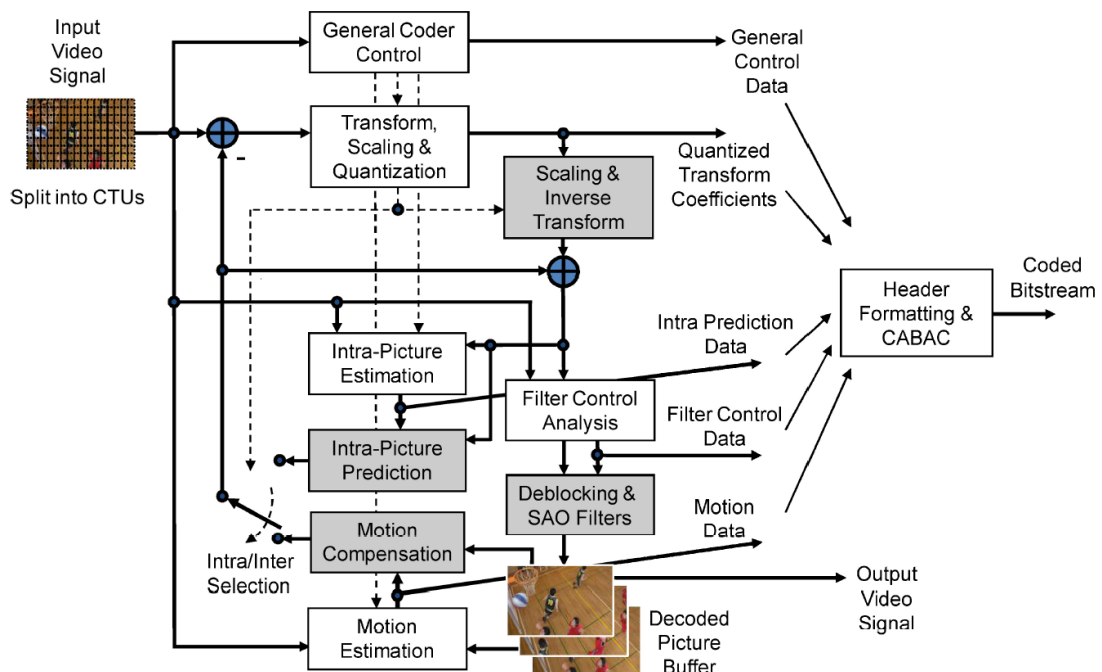 Input
Video
Signal
Split into CTUs
General Coder
Control
Transform,
Scaling &
Quantization
-
Scaling &
Inverse
Transform
General
Control
Data
Quantized
Transform
Coefficients
Intra-Picture
Estimation
Intra-Picture
Prediction
Filter Control
Analysis
Deblocking &
SAO Filters
Motion
Compensation
Intra/Inter
Selection
Motion
Estimation
Intra Prediction
Data
Filter Control
Data
Motion
Data
Header
Formatting &
CABAC
Coded
Bitstream
Decoded
Picture
Buffer
Output
Video
Signal